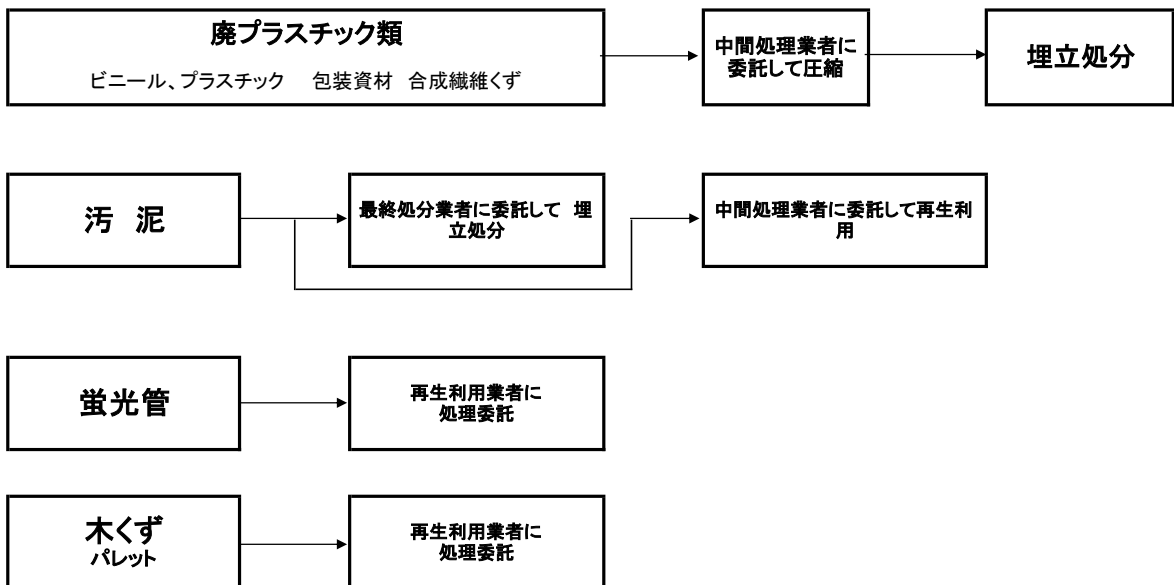 廃プラスチック類
ビニール、プラスチック　包装資材　合成繊維くず
中間処理業者に
委託して圧縮
埋立処分
汚　泥
最終処分業者に委託して　埋
立処分
中間処理業者に委託して再生利
用
蛍光管
再生利用業者に
処理委託
木くず
パレット
再生利用業者に
処理委託